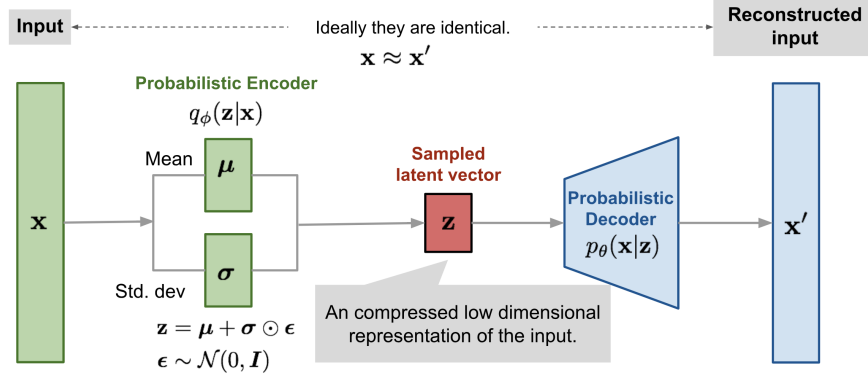 Input
Ideally they are identical.
x ≈ x′
Reconstructed
input
Probabilistic Encoder
qϕ(z|x)
Mean
μ
x
Std. dev
σ
z = μ + σ ⊙ ϵ
ϵ ∼ 𝒩(0, I)
Sampled
latent vector
z
An compressed low dimensional
representation of the input.
Probabilistic
Decoder
pθ(x|z)
x′